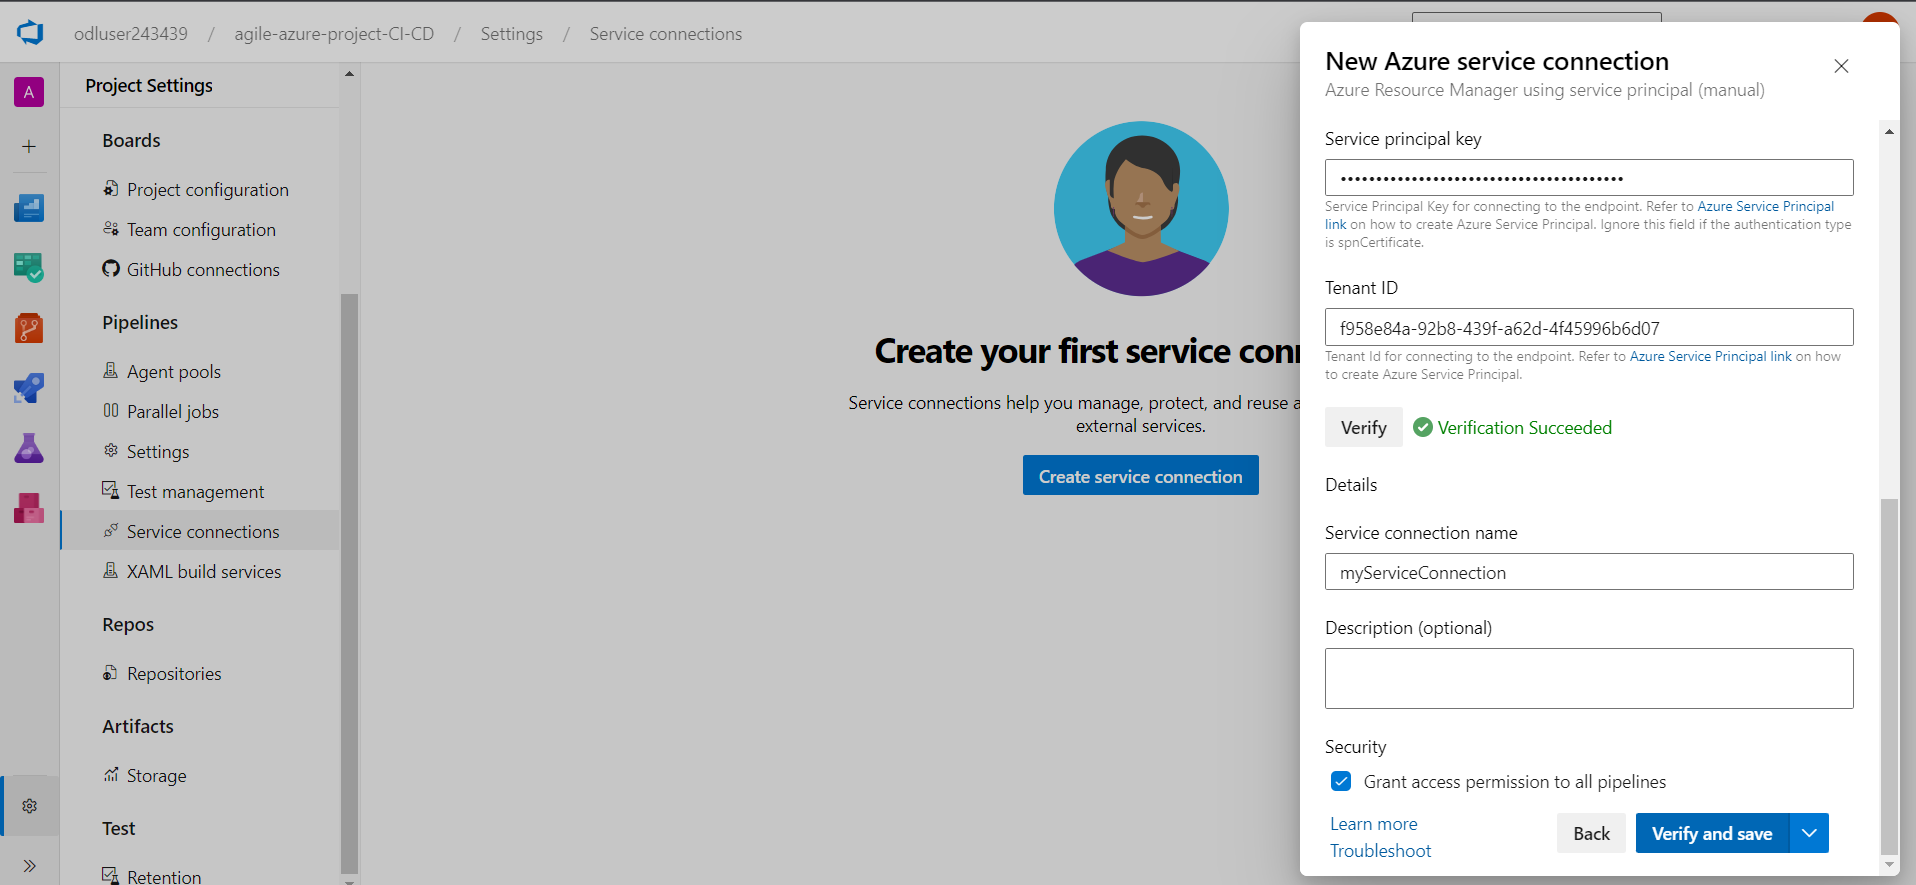 odluser243439 / agile-azure-project-CI-CD / Settings / Service connections
A
Project Settings
Boards
Project configuration
Team configuration
GitHub connections
Pipelines
Agent pools
Parallel jobs
Settings
Test management
Service connections
XAML build services
Repos
Repositories
Artifacts
Storage
Test
Retention
Create your first service conn
Service connections help you manage, protect, and reuse a
external services.
Create service connection
New Azure service connection
Azure Resource Manager using service principal (manual)
Service principal key
••••••••••••••••••••••••••••••••••••••••
Service Principal Key for connecting to the endpoint. Refer to Azure Service Principal
link on how to create Azure Service Principal. Ignore this field if the authentication type
is spnCertificate.
Tenant ID
f958e84a-92b8-439f-a62d-4f45996b6d07
Tenant Id for connecting to the endpoint. Refer to Azure Service Principal link on how
to create Azure Service Principal.
Verify
Verification Succeeded
Details
Service connection name
myServiceConnection
Description (optional)
Security
Grant access permission to all pipelines
Learn more
Troubleshoot
Back
Verify and save